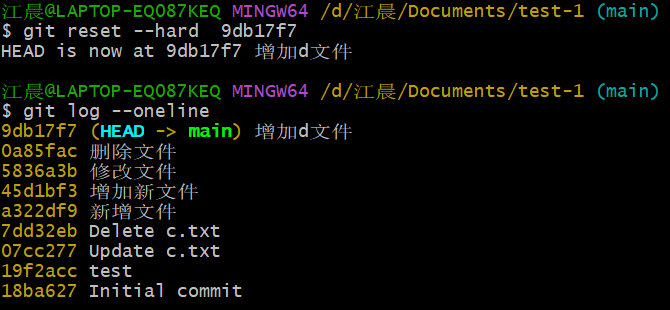 江晨@LAPTOP-EQ087KEQ MINGW64 /d/江晨/Documents/test-1 (main)
$ git reset --hard  9db17f7
HEAD is now at 9db17f7 增加d文件
江晨@LAPTOP-EQ087KEQ MINGW64 /d/江晨/Documents/test-1 (main)
$ git log --oneline
9db17f7 (HEAD -> main) 增加d文件
0a85fac 删除文件
5836a3b 修改文件
45d1bf3 增加新文件
a322df9 新增文件
7dd32eb Delete c.txt
07cc277 Update c.txt
19f2acc test
18ba627 Initial commit